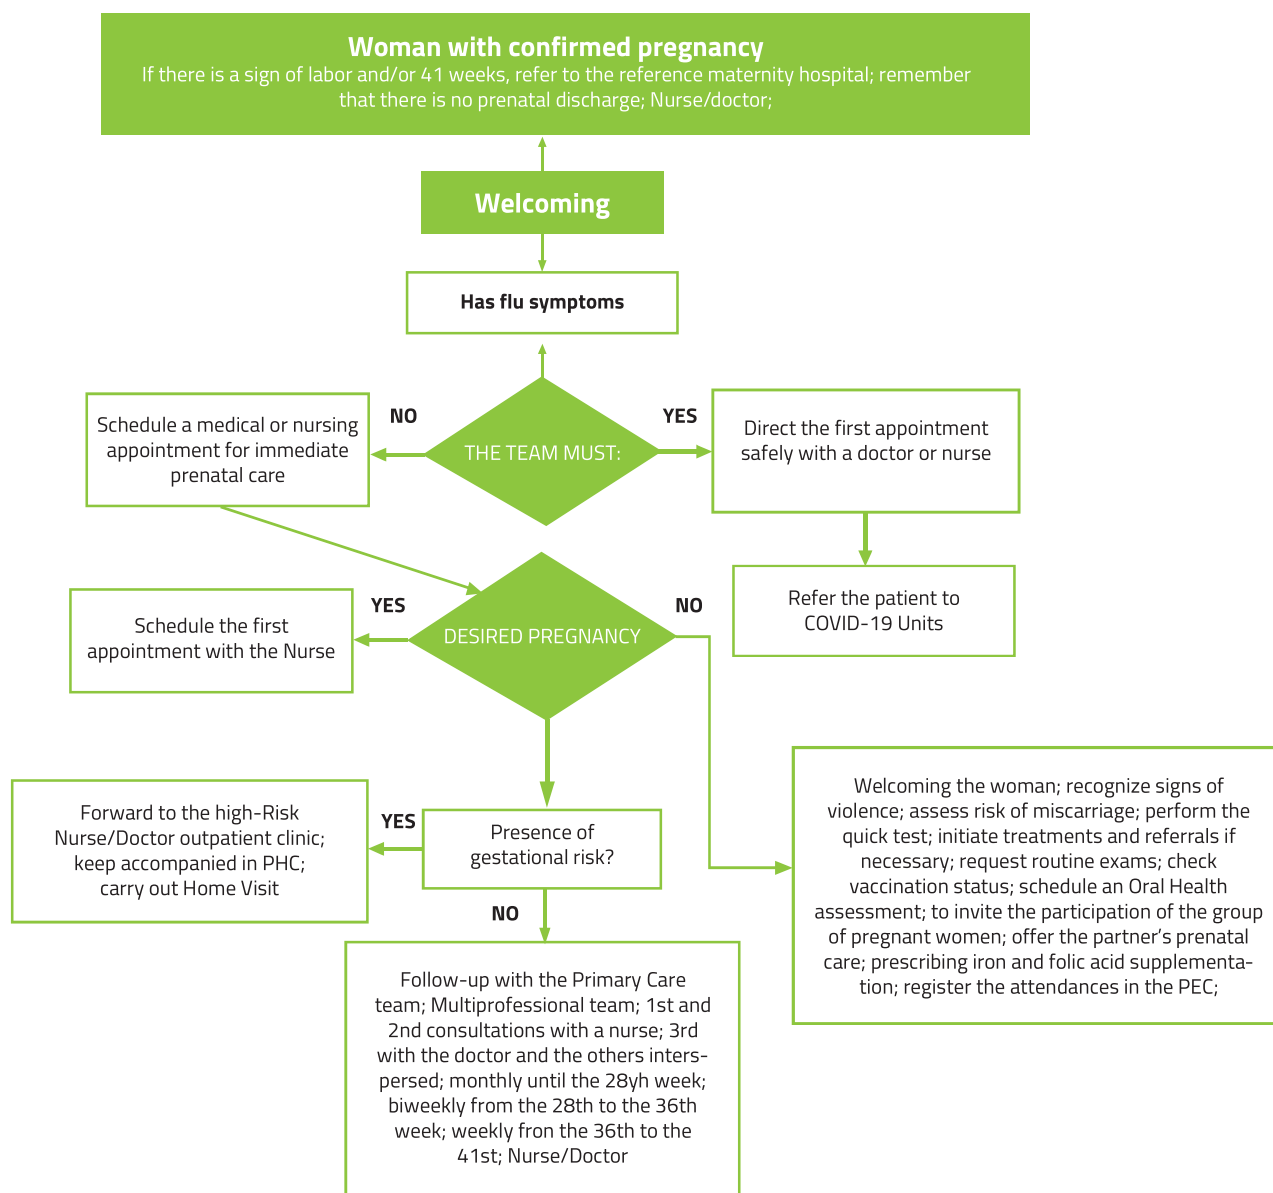 Woman with confirmed pregnancy
If there is a sign of labor and/or 41 weeks, refer to the reference maternity hospital; remember
that there is no prenatal discharge; Nurse/doctor;
Welcoming
Has flu symptoms
NO
YES
THE TEAM MUST:
Schedule a medical or nursing
appointment for immediate
prenatal care
Direct the first appointment
safely with a doctor or nurse
Refer the patient to
COVID-19 Units
YES
NO
DESIRED PREGNANCY
Schedule the first
appointment with the Nurse
Forward to the high-Risk
Nurse/Doctor outpatient clinic;
keep accompanied in PHC;
carry out Home Visit
YES
Presence of
gestational risk?
NO
Welcoming the woman; recognize signs of
violence; assess risk of miscarriage; perform the
quick test; initiate treatments and referrals if
necessary; request routine exams; check
vaccination status; schedule an Oral Health
assessment; to invite the participation of the group
of pregnant women; offer the partner's prenatal
care; prescribing iron and folic acid supplementa-
tion; register the attendances in the PEC;
Follow-up with the Primary Care
team; Multiprofessional team; 1st and
2nd consultations with a nurse; 3rd
with the doctor and the others inters-
persed; monthly until the 28yh week;
biweekly from the 28th to the 36th
week; weekly fron the 36th to the
41st; Nurse/Doctor